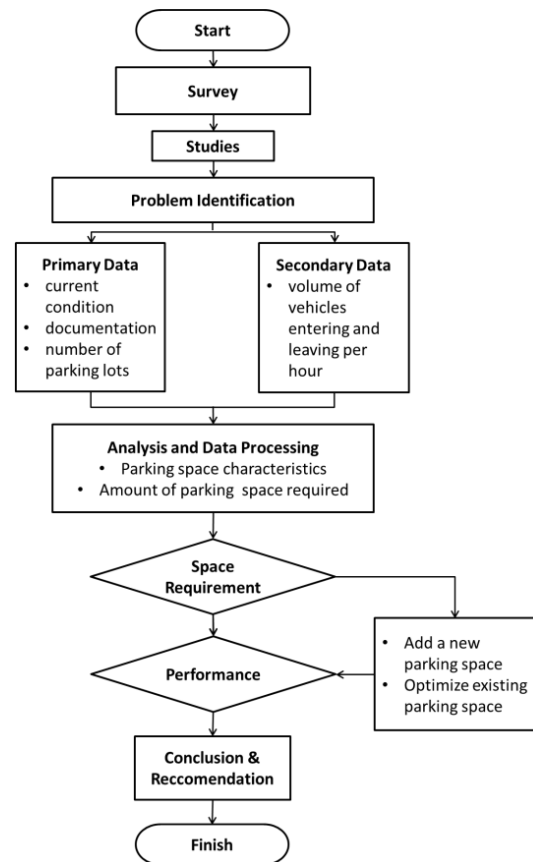 Start
Survey
Studies
Problem Identification
Primary Data
• current
condition
• documentation
• number of
parking lots
Secondary Data
• volume of
vehicles
entering and
leaving per
hour
Analysis and Data Processing
• Parking space characteristics
• Amount of parking space required
Space
Requirement
• Add a new
parking space
• Optimize existing
parking space
Performance
Conclusion &
Reccomendation
Finish